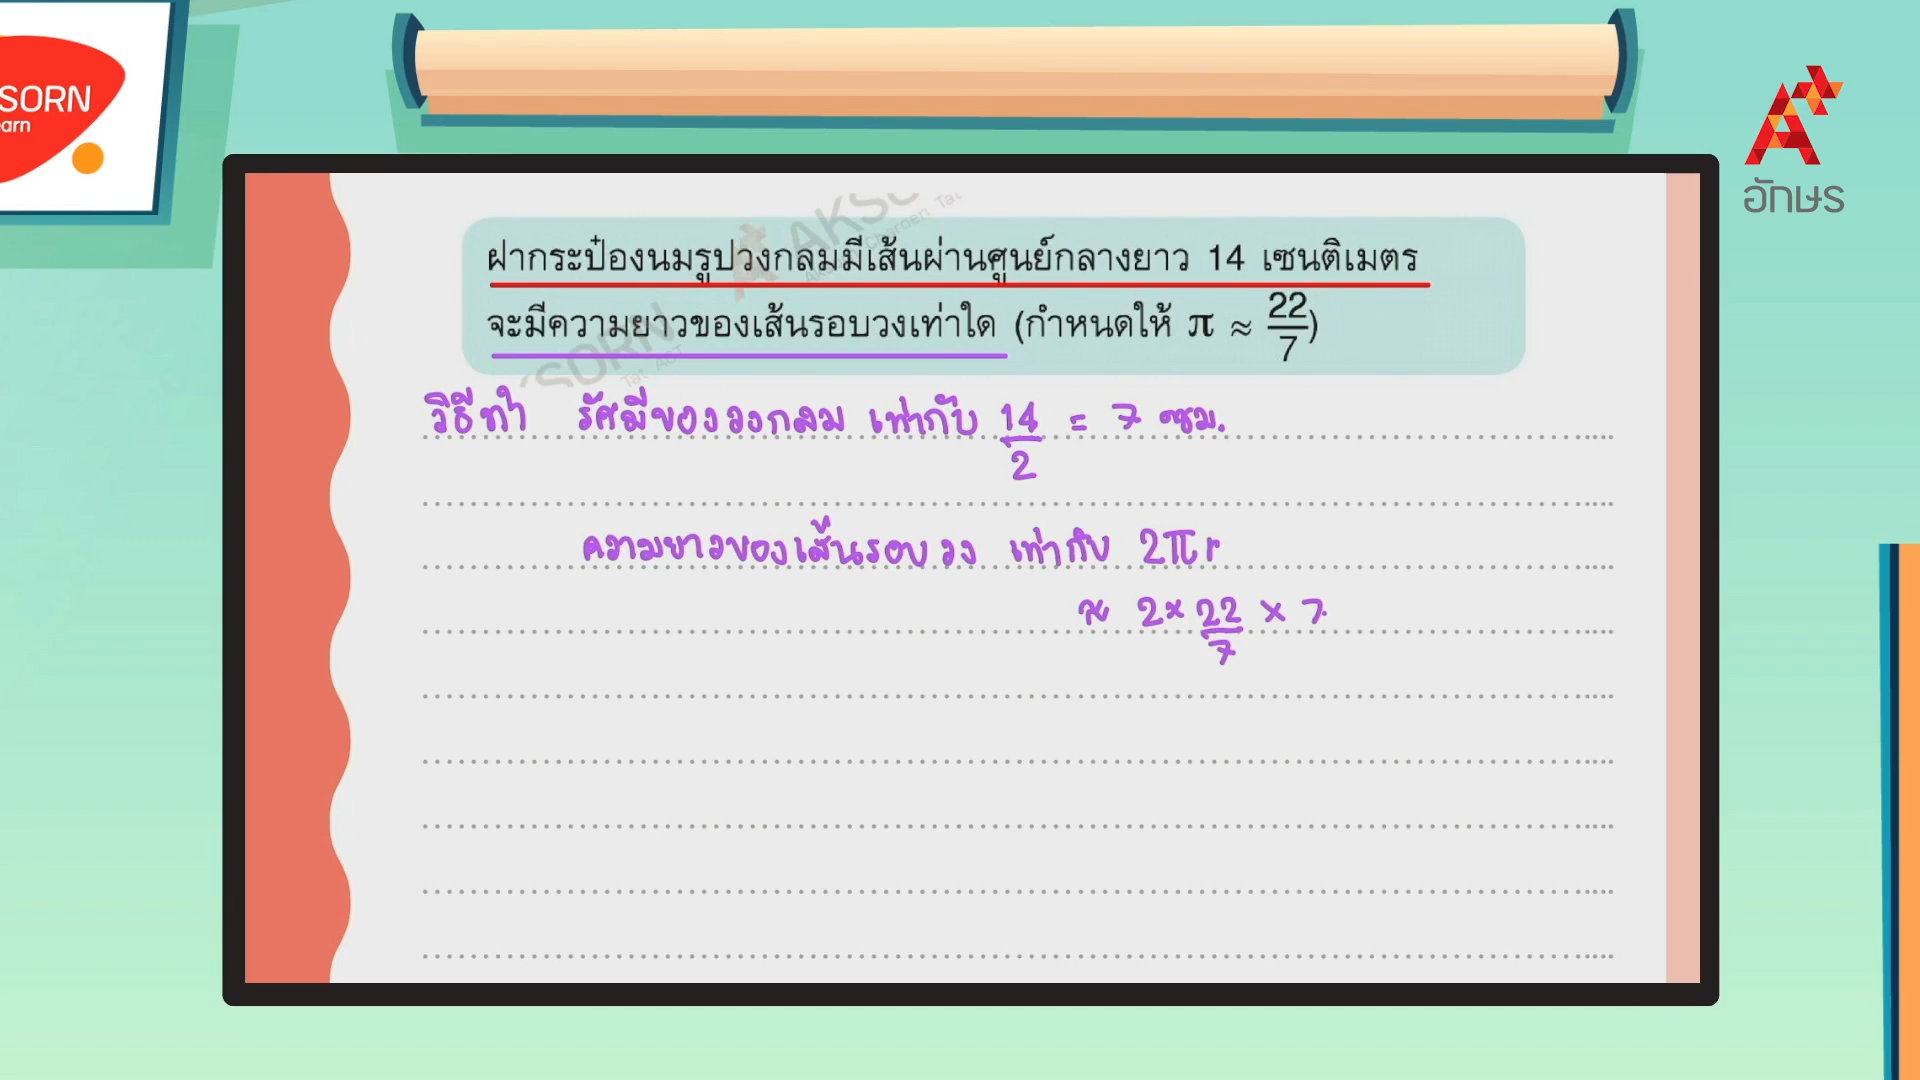 SORN
earn
อักษร
ฝากระป๋องนมรูปวงกลมมีเส้นผ่านศูนย์กลางยาว 14 เซนติเมตร
จะมีความยาวของเส้นรอบวงเท่าใด (กำหนดให้ π ≈ 22/7)
วิธีทำ รัศมีของวงกลม เท่ากับ 14/2 = 7 ซม.
ความยาวของเส้นรอบวง เท่ากับ 2πr
≈ 2 × 22/7 × 7